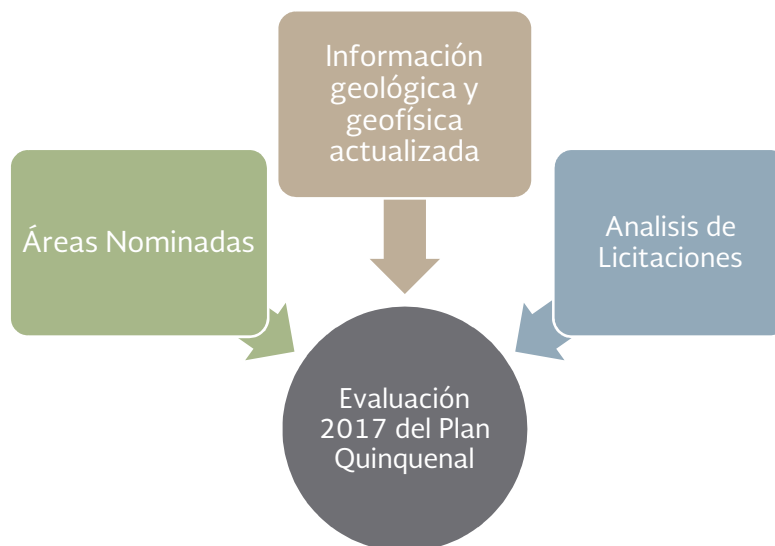 Información
geológica y
geofísica
actualizada
Áreas Nominadas
Analisis de
Licitaciones
Evaluación
2017 del Plan
Quinquenal